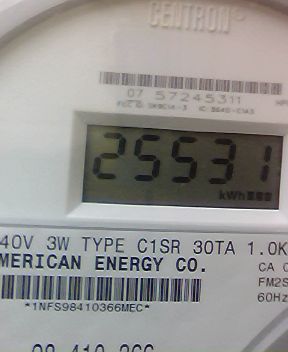 CENTRON®
07 57245311
25531
kWh
40V 3W TYPE C1SR 30TA 1.0K
MERICAN ENERGY CO.
CA 0
FM2S
60Hz
*1NFS98410366MEC*